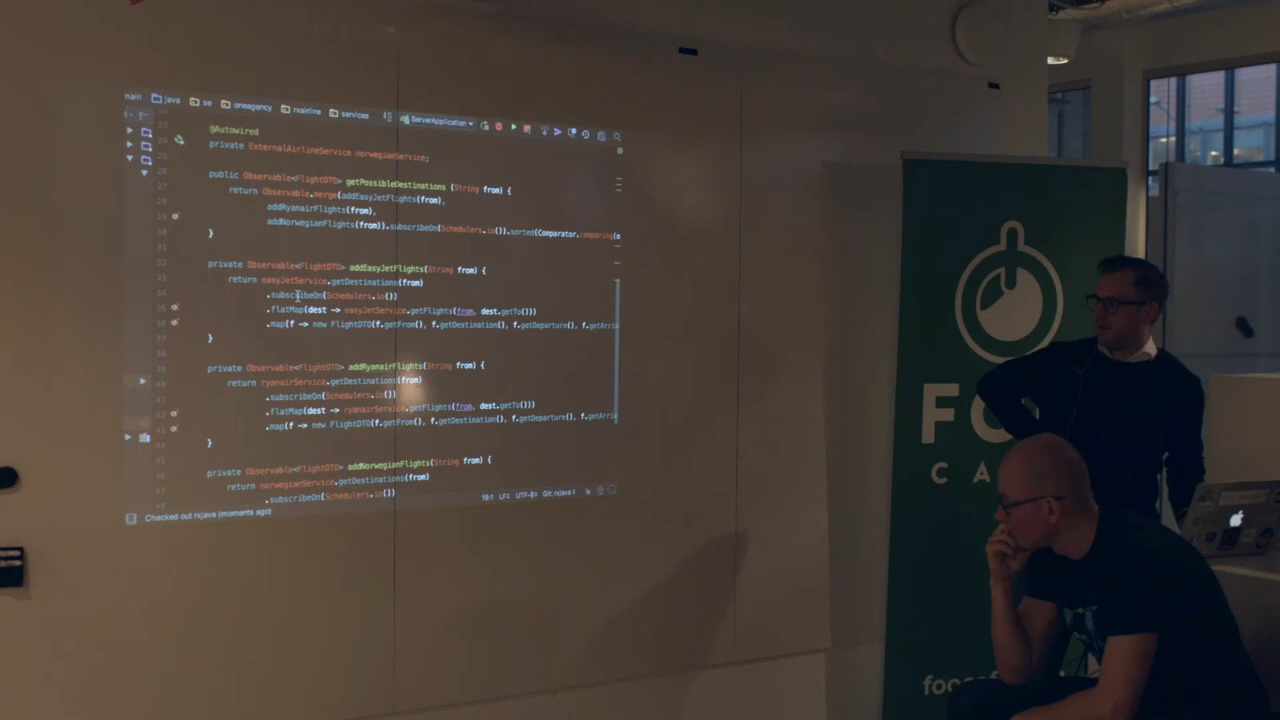 main java se oneagency rxairline services ServerApplication
@Autowired
private ExternalAirlineService norwegianService;
public Observable<FlightDTO> getPossibleDestinations (String from) {
return Observable.merge(addEasyJetFlights(from),
addRyanairFlights(from),
addNorwegianFlights(from)).subscribeOn(Schedulers.io()).sorted(Comparator.comparing(o
}
private Observable<FlightDTO> addEasyJetFlights(String from) {
return easyJetService.getDestinations(from)
.subscribeOn(Schedulers.io())
.flatMap(dest -> easyJetService.getFlights(from, dest.getTo()))
.map(f -> new FlightDTO(f.getFrom(), f.getDestination(), f.getDeparture(), f.getArriv
}
private Observable<FlightDTO> addRyanairFlights(String from) {
return ryanairService.getDestinations(from)
.subscribeOn(Schedulers.io())
.flatMap(dest -> ryanairService.getFlights(from, dest.getTo()))
.map(f -> new FlightDTO(f.getFrom(), f.getDestination(), f.getDeparture(), f.getArriv
}
private Observable<FlightDTO> addNorwegianFlights(String from) {
return norwegianService.getDestinations(from)
.subscribeOn(Schedulers.io())
19:1 LF÷ UTF-8÷ Git: rxjava÷
Checked out rxjava (moments ago)
FO
CA